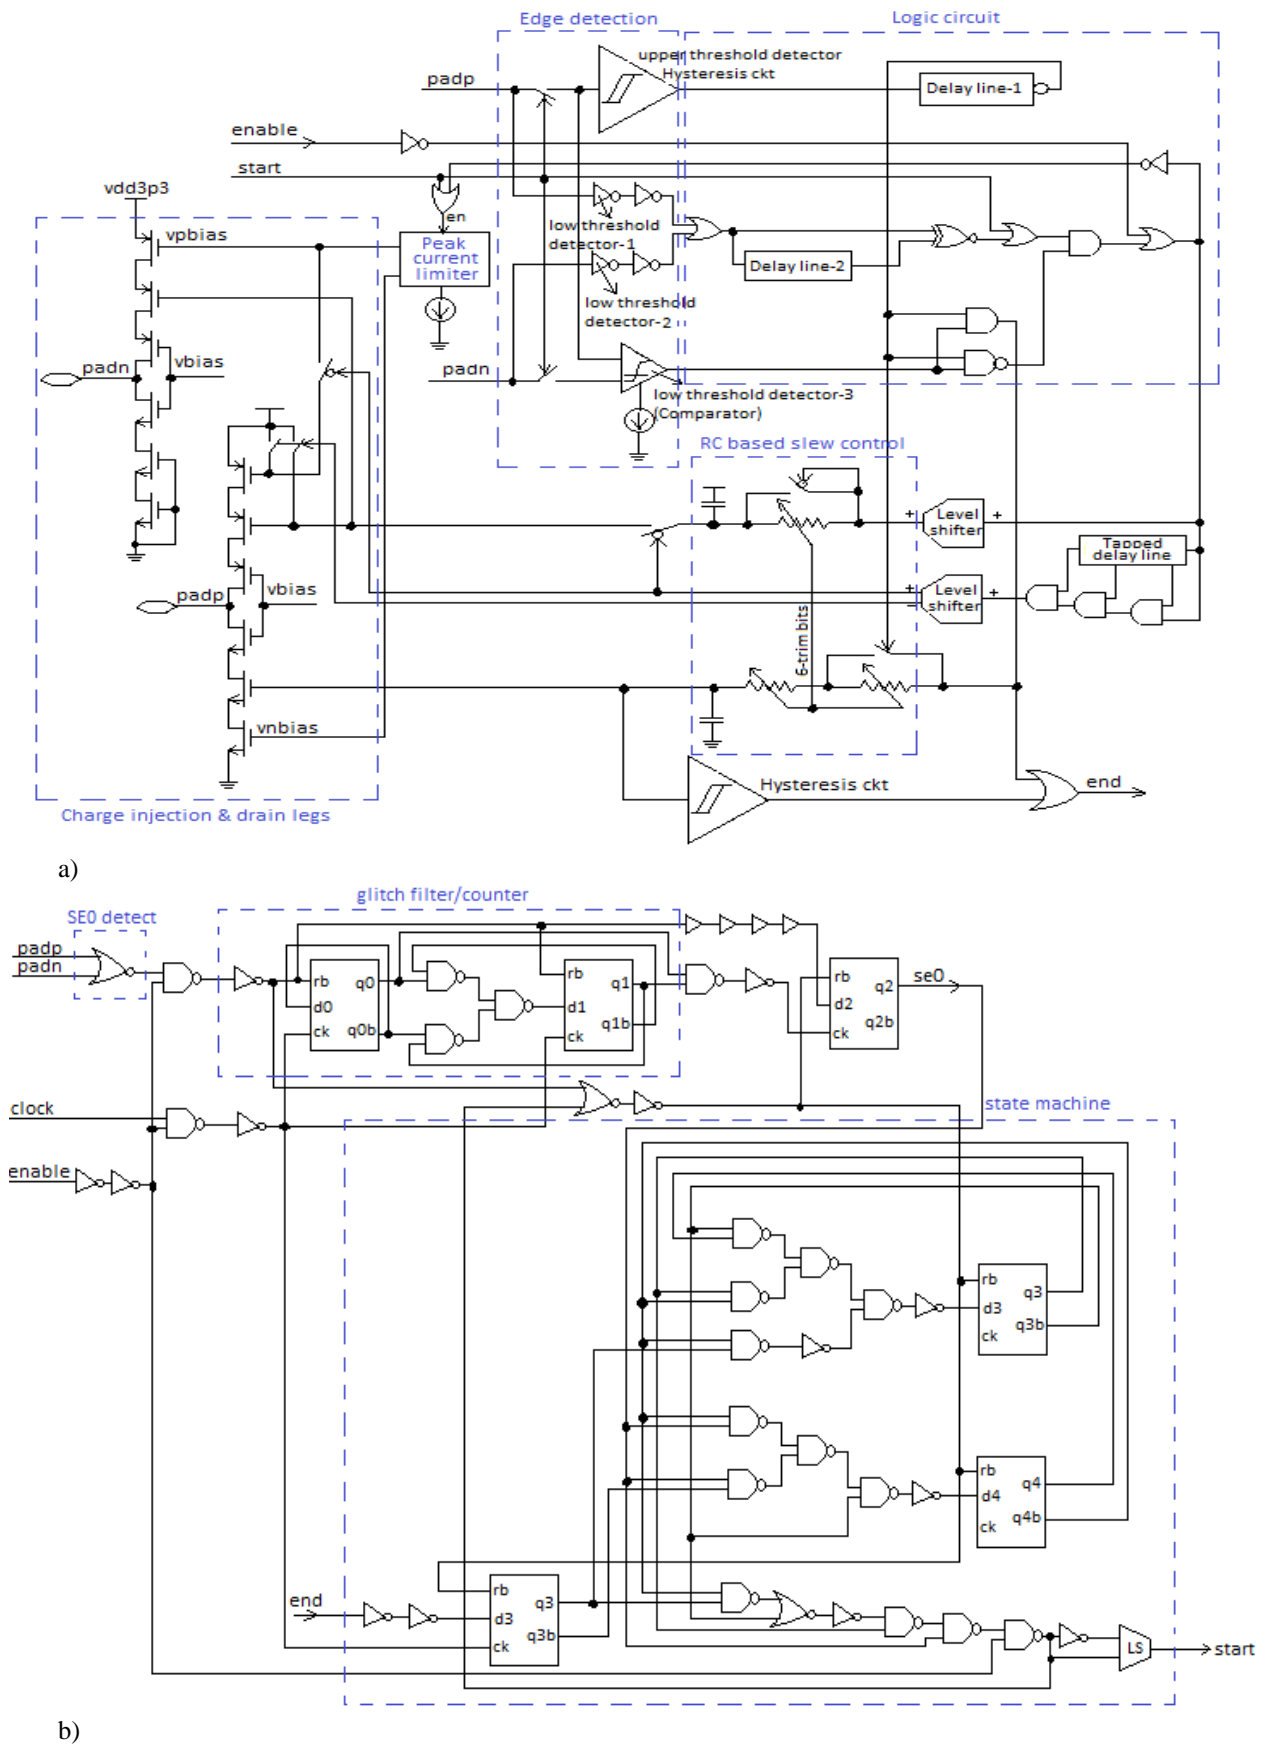 Edge detection
Logic circuit
upper threshold detector
Hysteresis ckt
padp
Delay line-1
enable
start
vdd3p3
en
vpbias
Peak
current
limiter
low threshold
detector-1
Delay line-2
low threshold
detector-2
padn
vbias
padn
low threshold detector-3
(Comparator)
RC based slew control
+
Level
shifter
+
Tapped
delay line
padp
vbias
+
Level
shifter
+
6-trim bits
vnbias
Hysteresis ckt
end
Charge injection & drain legs
a)
glitch filter/counter
SE0 detect
padp
padn
rb
q0
d0
q0b
ck
rb
q1
d1
q1b
ck
rb
q2
d2
q2b
ck
se0
clock
state machine
enable
rb
q3
d3
q3b
ck
rb
q4
d4
q4b
ck
end
rb
q3
d3
q3b
ck
LS
start
b)